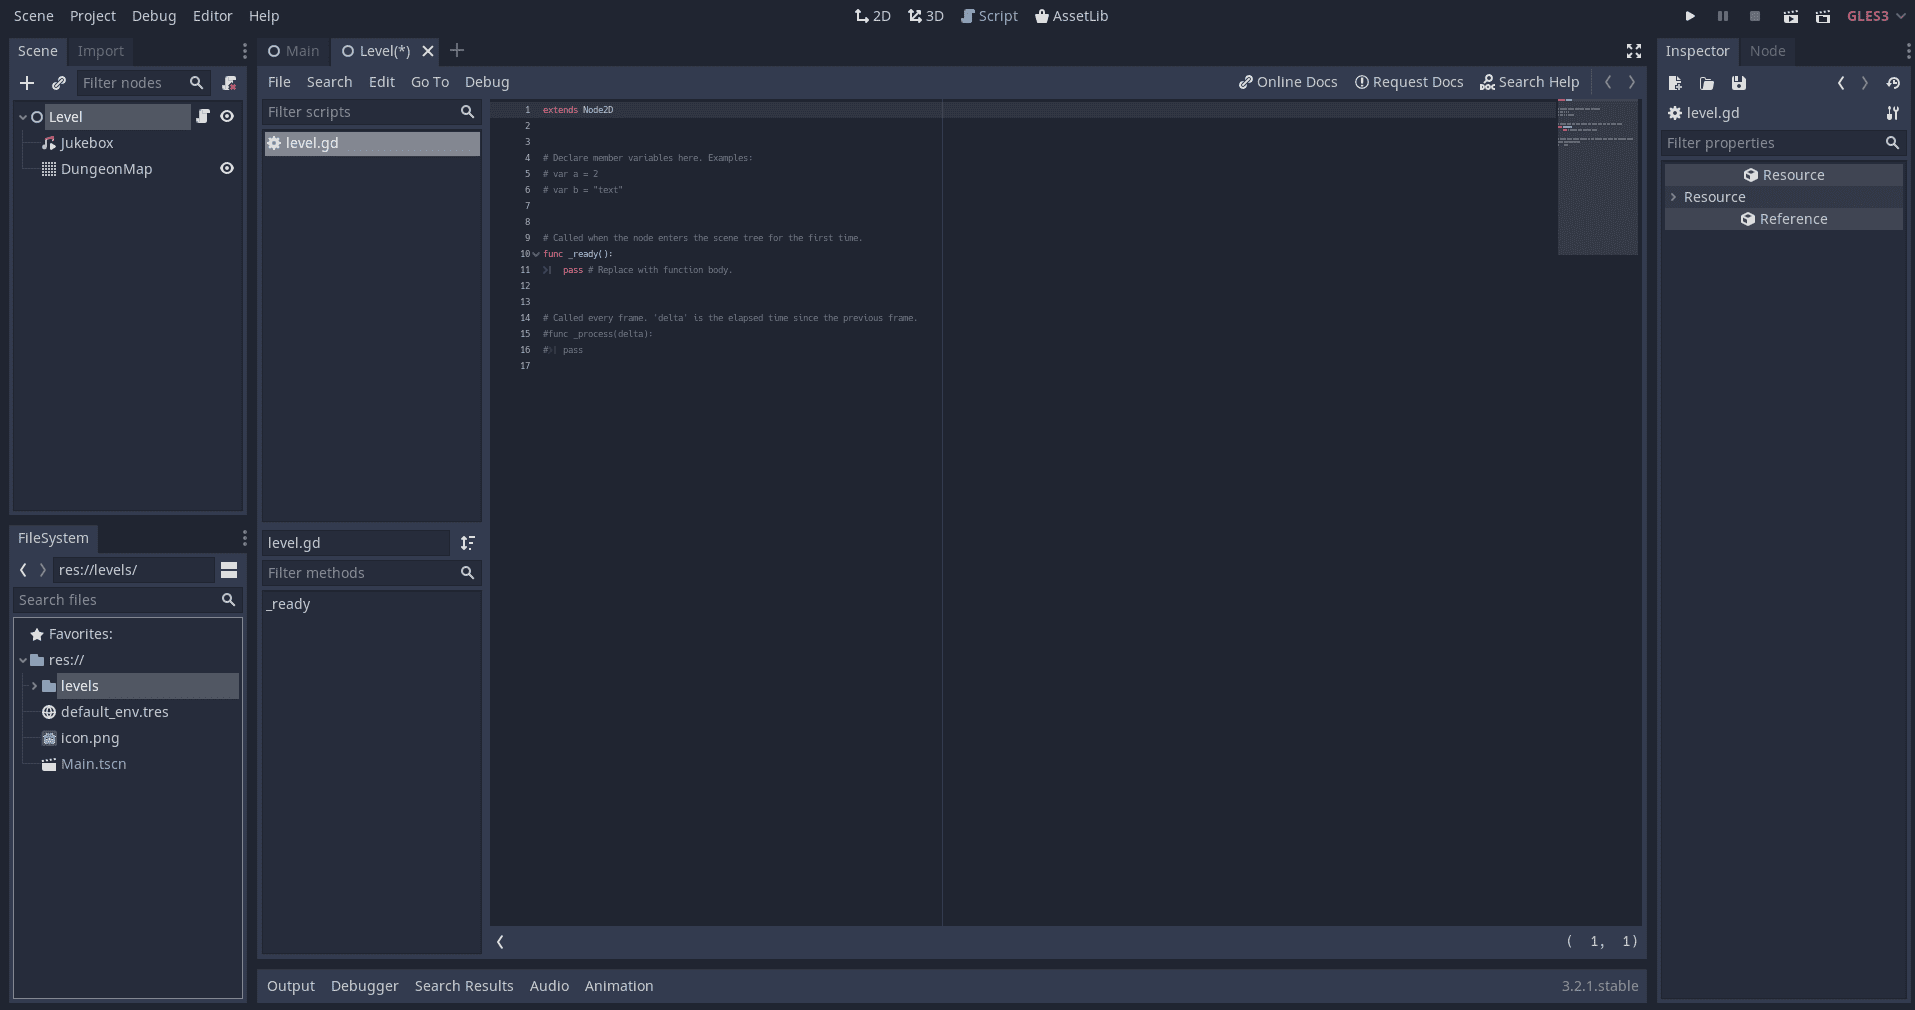 Scene Project Debug Editor Help
2D 3D Script AssetLib
GLES3
Scene Import
Filter nodes
Level
Jukebox
DungeonMap
FileSystem
res://levels/
Search files
Favorites:
res://
levels
default_env.tres
icon.png
Main.tscn
Main Level(*)
File Search Edit Go To Debug
Online Docs Request Docs Search Help
Filter scripts
level.gd
level.gd
Filter methods
_ready
1 extends Node2D
2
3
4 # Declare member variables here. Examples:
5 # var a = 2
6 # var b = "text"
7
8
9 # Called when the node enters the scene tree for the first time.
10 func _ready():
11 pass # Replace with function body.
12
13
14 # Called every frame. 'delta' is the elapsed time since the previous frame.
15 #func _process(delta):
16 # pass
17
( 1, 1)
Output Debugger Search Results Audio Animation
3.2.1.stable
Inspector Node
level.gd
Filter properties
Resource
Resource
Reference